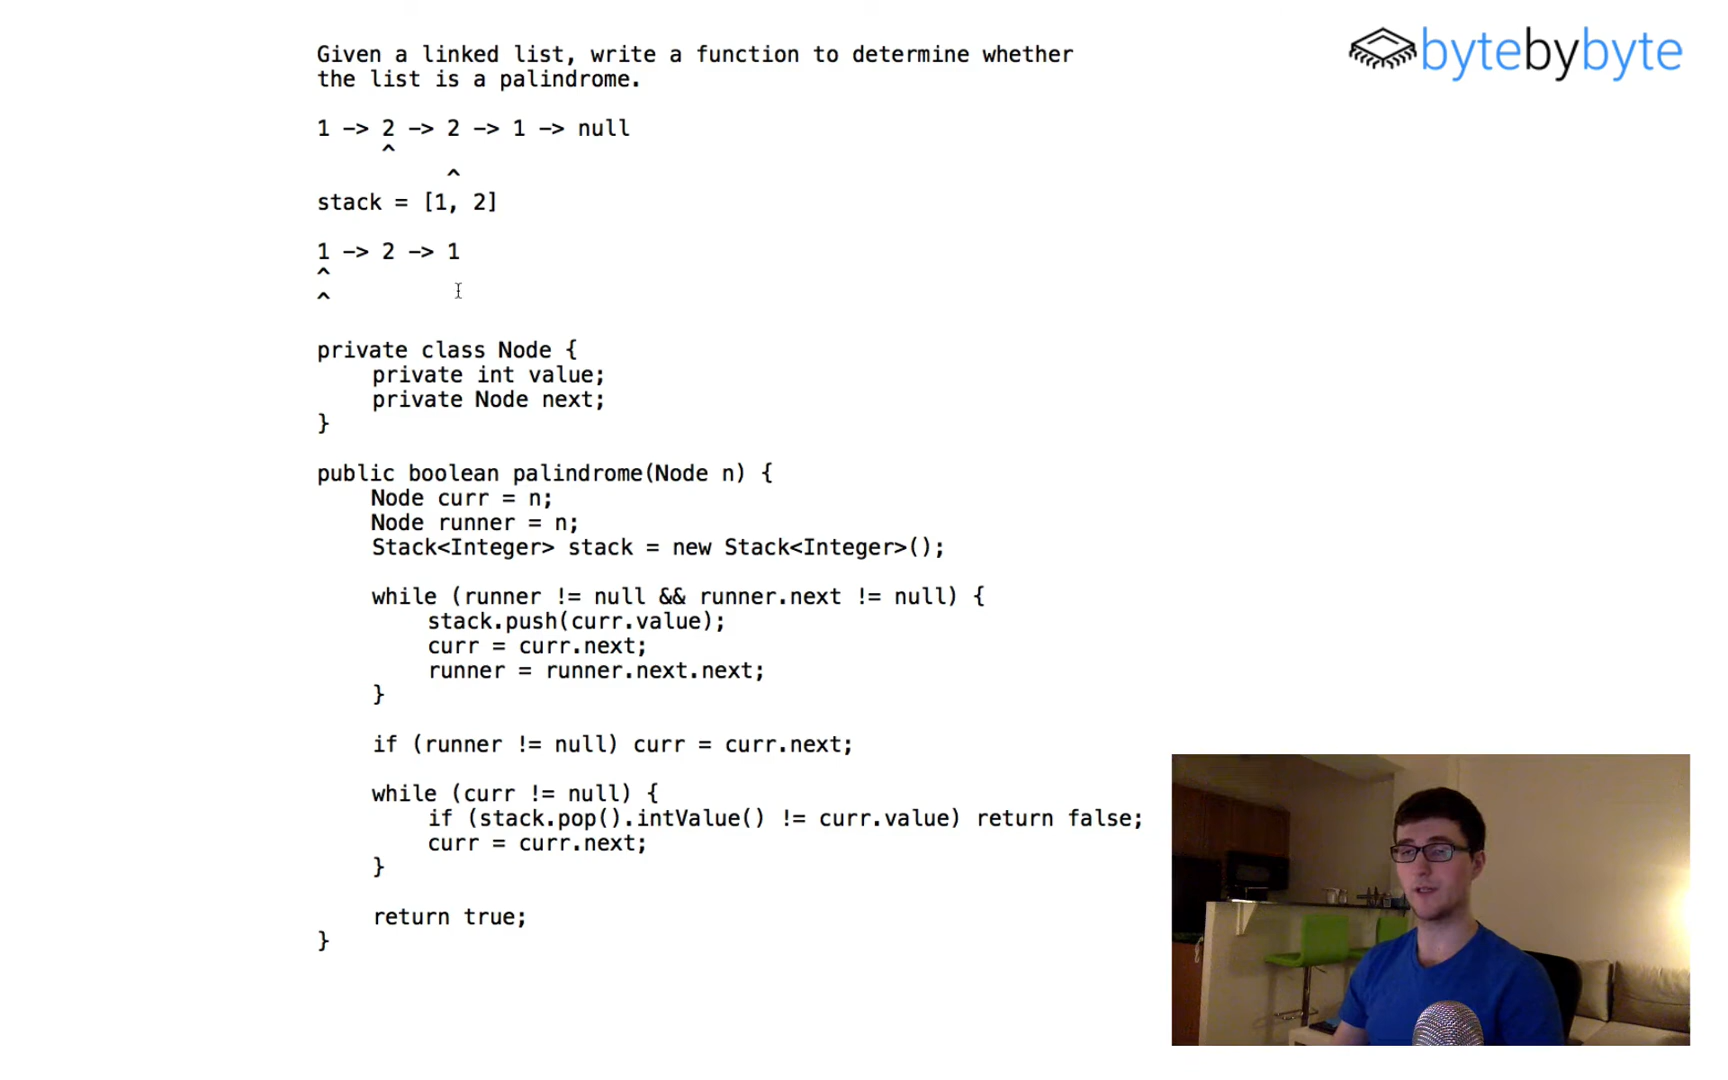 Given a linked list, write a function to determine whether
the list is a palindrome.
bytebybyte
1 -> 2 -> 2 -> 1 -> null
^
^
stack = [1, 2]
1 -> 2 -> 1
^
^
private class Node {
private int value;
private Node next;
}
public boolean palindrome(Node n) {
Node curr = n;
Node runner = n;
Stack<Integer> stack = new Stack<Integer>();
while (runner != null && runner.next != null) {
stack.push(curr.value);
curr = curr.next;
runner = runner.next.next;
}
if (runner != null) curr = curr.next;
while (curr != null) {
if (stack.pop().intValue() != curr.value) return false;
curr = curr.next;
}
return true;
}